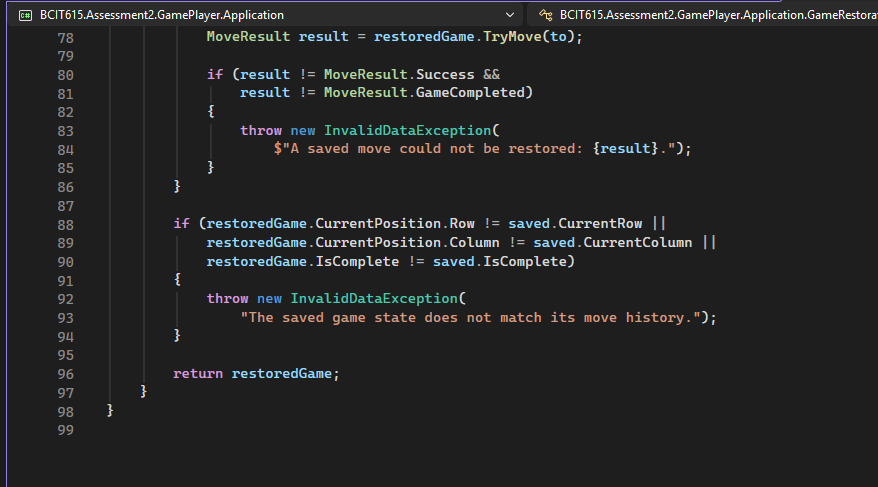 C# BCIT615.Assessment2.GamePlayer.Application BCIT615.Assessment2.GamePlayer.Application.GameRestorat
78 MoveResult result = restoredGame.TryMove(to);
79
80 if (result != MoveResult.Success &&
81 result != MoveResult.GameCompleted)
82 {
83 throw new InvalidDataException(
84 $"A saved move could not be restored: {result}.");
85 }
86 }
87
88 if (restoredGame.CurrentPosition.Row != saved.CurrentRow ||
89 restoredGame.CurrentPosition.Column != saved.CurrentColumn ||
90 restoredGame.IsComplete != saved.IsComplete)
91 {
92 throw new InvalidDataException(
93 "The saved game state does not match its move history.");
94 }
95
96 return restoredGame;
97 }
98 }
99